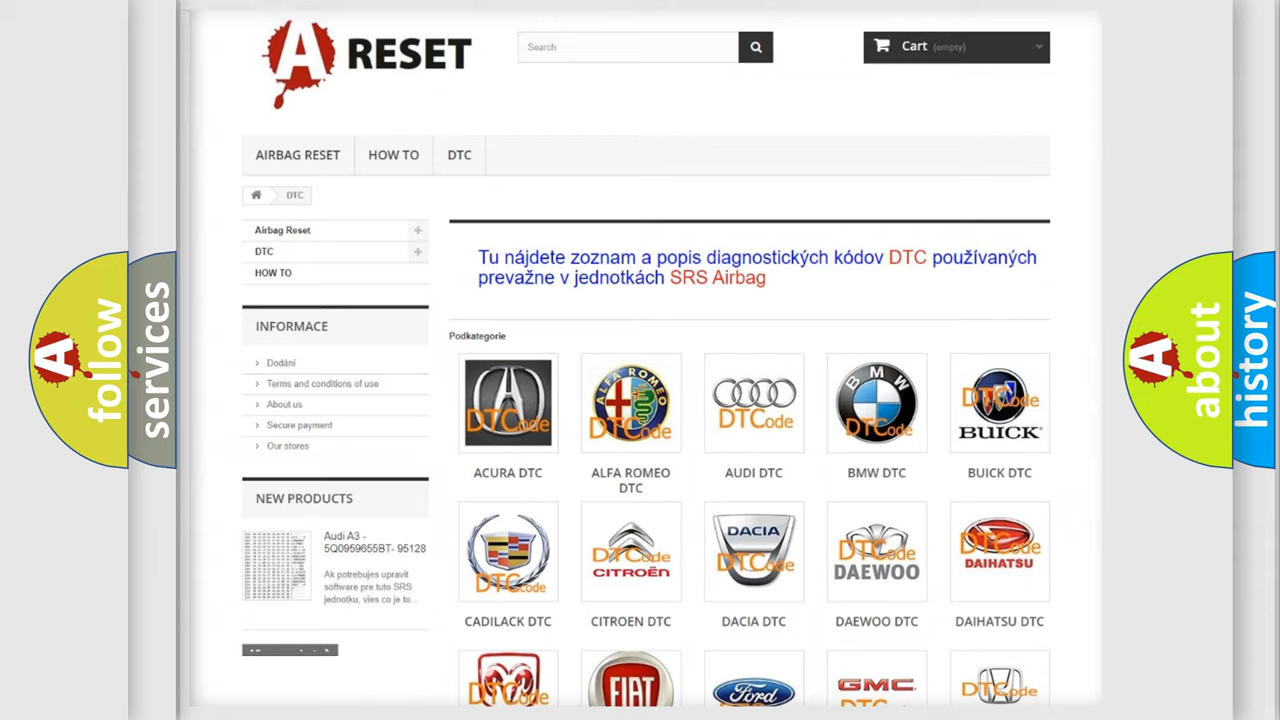 A RESET
Search
Cart (empty)
AIRBAG RESET
HOW TO
DTC
DTC
Airbag Reset
DTC
HOW TO
Tu nájdete zoznam a popis diagnostických kódov DTC používaných
prevažne v jednotkách SRS Airbag
INFORMACE
Dodání
Terms and conditions of use
About us
Secure payment
Our stores
NEW PRODUCTS
Audi A3 -
5Q0959655BT- 95128
Ak potrebujes upravit
software pre tuto SRS
jednotku, vies co je to...
Podkategorie
DTCode
ALFA ROMEO
DTCode
DTCode
BMW
DTCode
DTCode
BUICK
ACURA DTC
ALFA ROMEO
DTC
AUDI DTC
BMW DTC
BUICK DTC
DTCode
DTCode
CITROËN
DACIA
DTCode
DTCode
DAEWOO
DTCode
DAIHATSU
CADILACK DTC
CITROEN DTC
DACIA DTC
DAEWOO DTC
DAIHATSU DTC
DTCode
FIAT
Ford
GMC
DTCode
A follow
services
A about
history